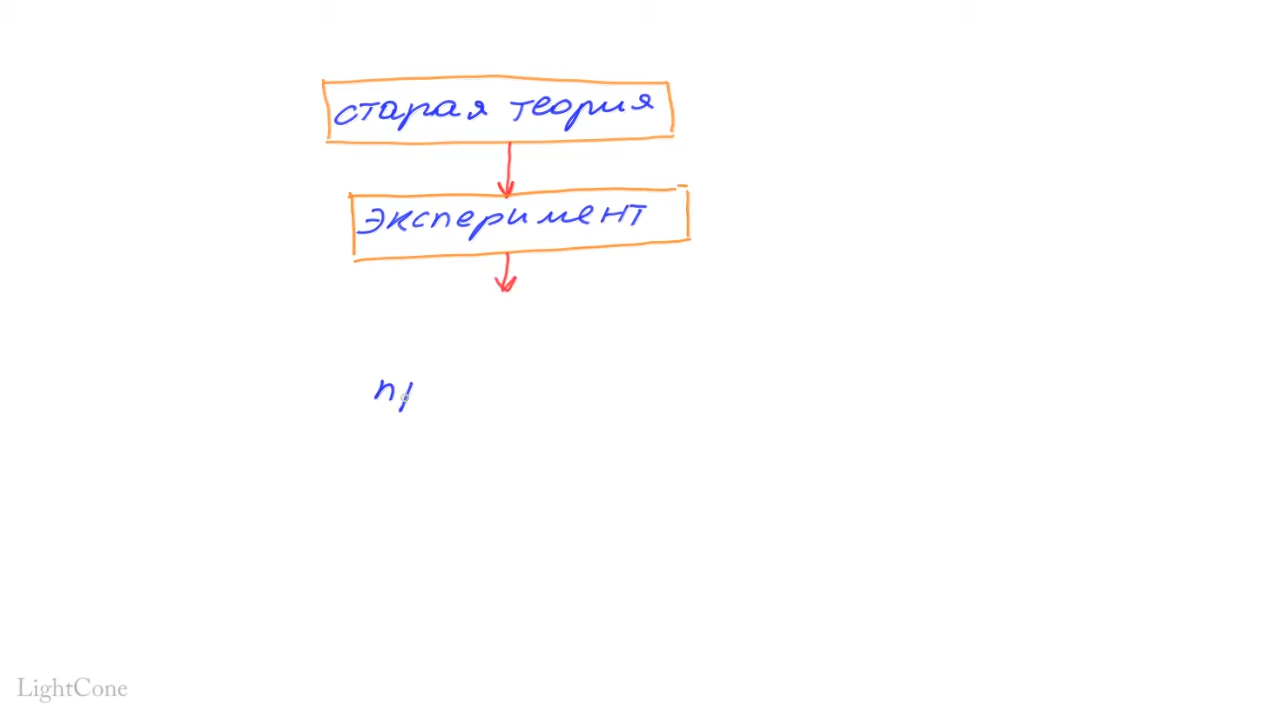 старая теория
эксперимент
п
LightCone